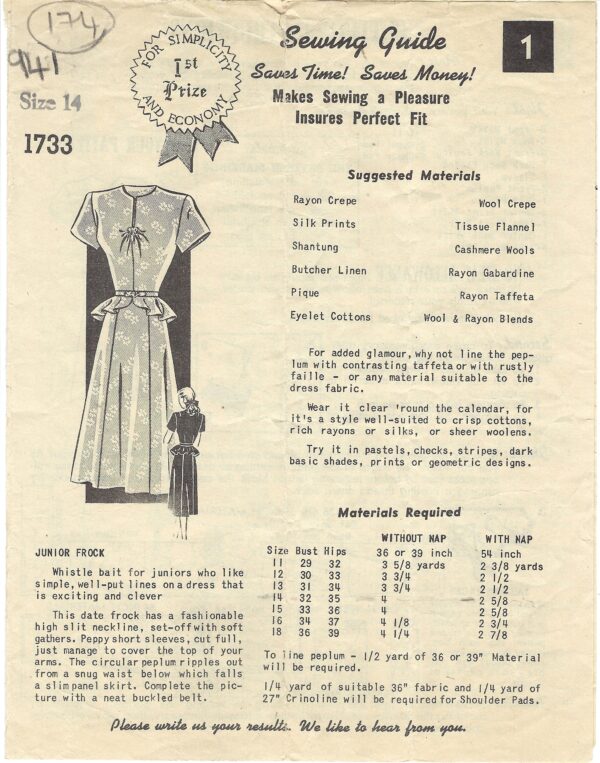 174
941
Size 14
1733
FOR SIMPLICITY
1st
Prize
AND ECONOMY
Sewing Guide
Saves Time! Saves Money!
Makes Sewing a Pleasure
Insures Perfect Fit
1
Suggested Materials
Rayon Crepe Wool Crepe
Silk Prints Tissue Flannel
Shantung Cashmere Wools
Butcher Linen Rayon Gabardine
Pique Rayon Taffeta
Eyelet Cottons Wool & Rayon Blends
For added glamour, why not line the pep-
lum with contrasting taffeta or with rustly
faille - or any material suitable to the
dress fabric.
Wear it clear 'round the calendar, for
it's a style well-suited to crisp cottons,
rich rayons or silks, or sheer woolens.
Try it in pastels, checks, stripes, dark
basic shades, prints or geometric designs.
JUNIOR FROCK
Whistle bait for juniors who like
simple, well-put lines on a dress that
is exciting and clever
This date frock has a fashionable
high slit neckline, set-off with soft
gathers. Peppy short sleeves, cut full,
just manage to cover the top of your
arms. The circular peplum ripples out
from a snug waist below which falls
a slim panel skirt. Complete the pic-
ture with a neat buckled belt.
Materials Required
WITHOUT NAP WITH NAP
Size Bust Hips 36 or 39 inch 54 inch
11 29 32 3 5/8 yards 2 3/8 yards
12 30 33 3 3/4 2 1/2
13 31 34 3 3/4 2 1/2
14 32 35 4 2 5/8
15 33 36 4 2 5/8
16 34 37 4 1/8 2 3/4
18 36 39 4 1/4 2 7/8
To line peplum - 1/2 yard of 36 or 39" Material
will be required.
1/4 yard of suitable 36" fabric and 1/4 yard of
27" Crinoline will be required for Shoulder Pads.
Please write us your results. We like to hear from you.